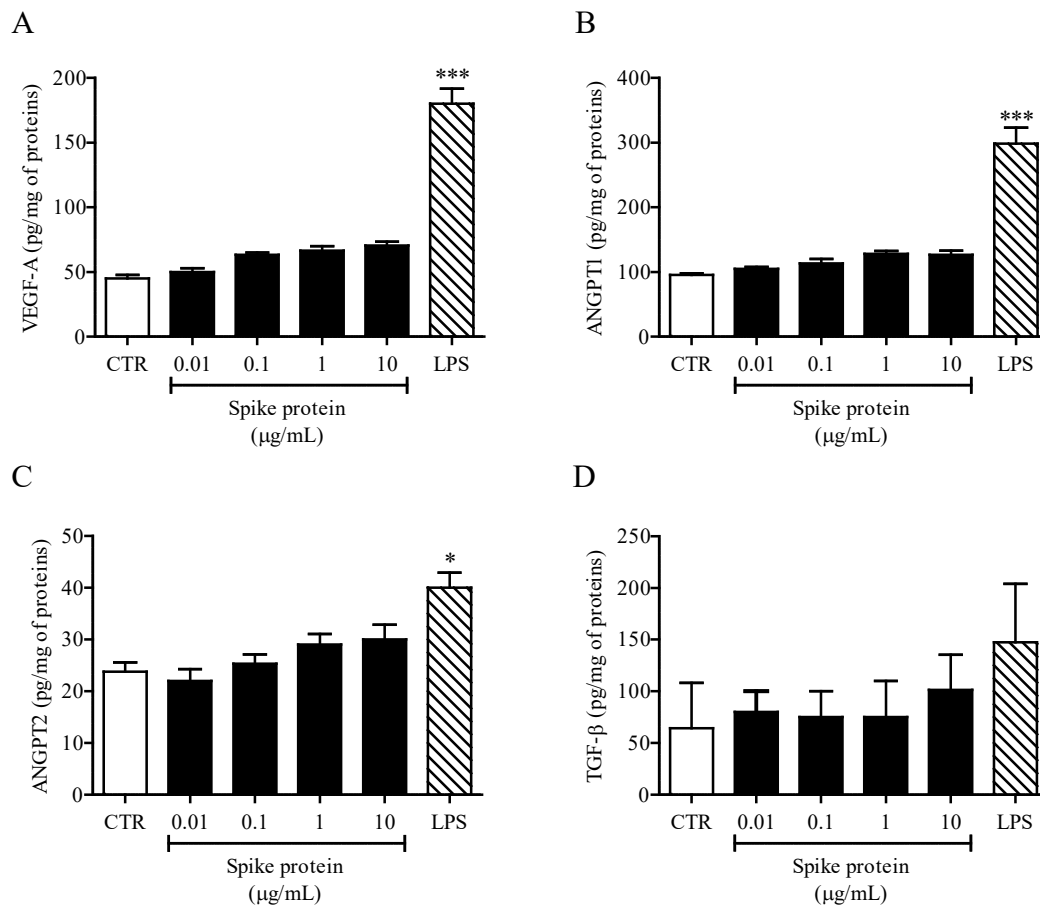 A
VEGF-A (pg/mg of proteins)
200
150
100
50
0
***
CTR 0.01 0.1 1 10 LPS
Spike protein
(μg/mL)
B
ANGPT1 (pg/mg of proteins)
400
300
200
100
0
***
CTR 0.01 0.1 1 10 LPS
Spike protein
(μg/mL)
C
ANGPT2 (pg/mg of proteins)
50
40
30
20
10
0
*
CTR 0.01 0.1 1 10 LPS
Spike protein
(μg/mL)
D
TGF-β (pg/mg of proteins)
250
200
150
100
50
0
CTR 0.01 0.1 1 10 LPS
Spike protein
(μg/mL)